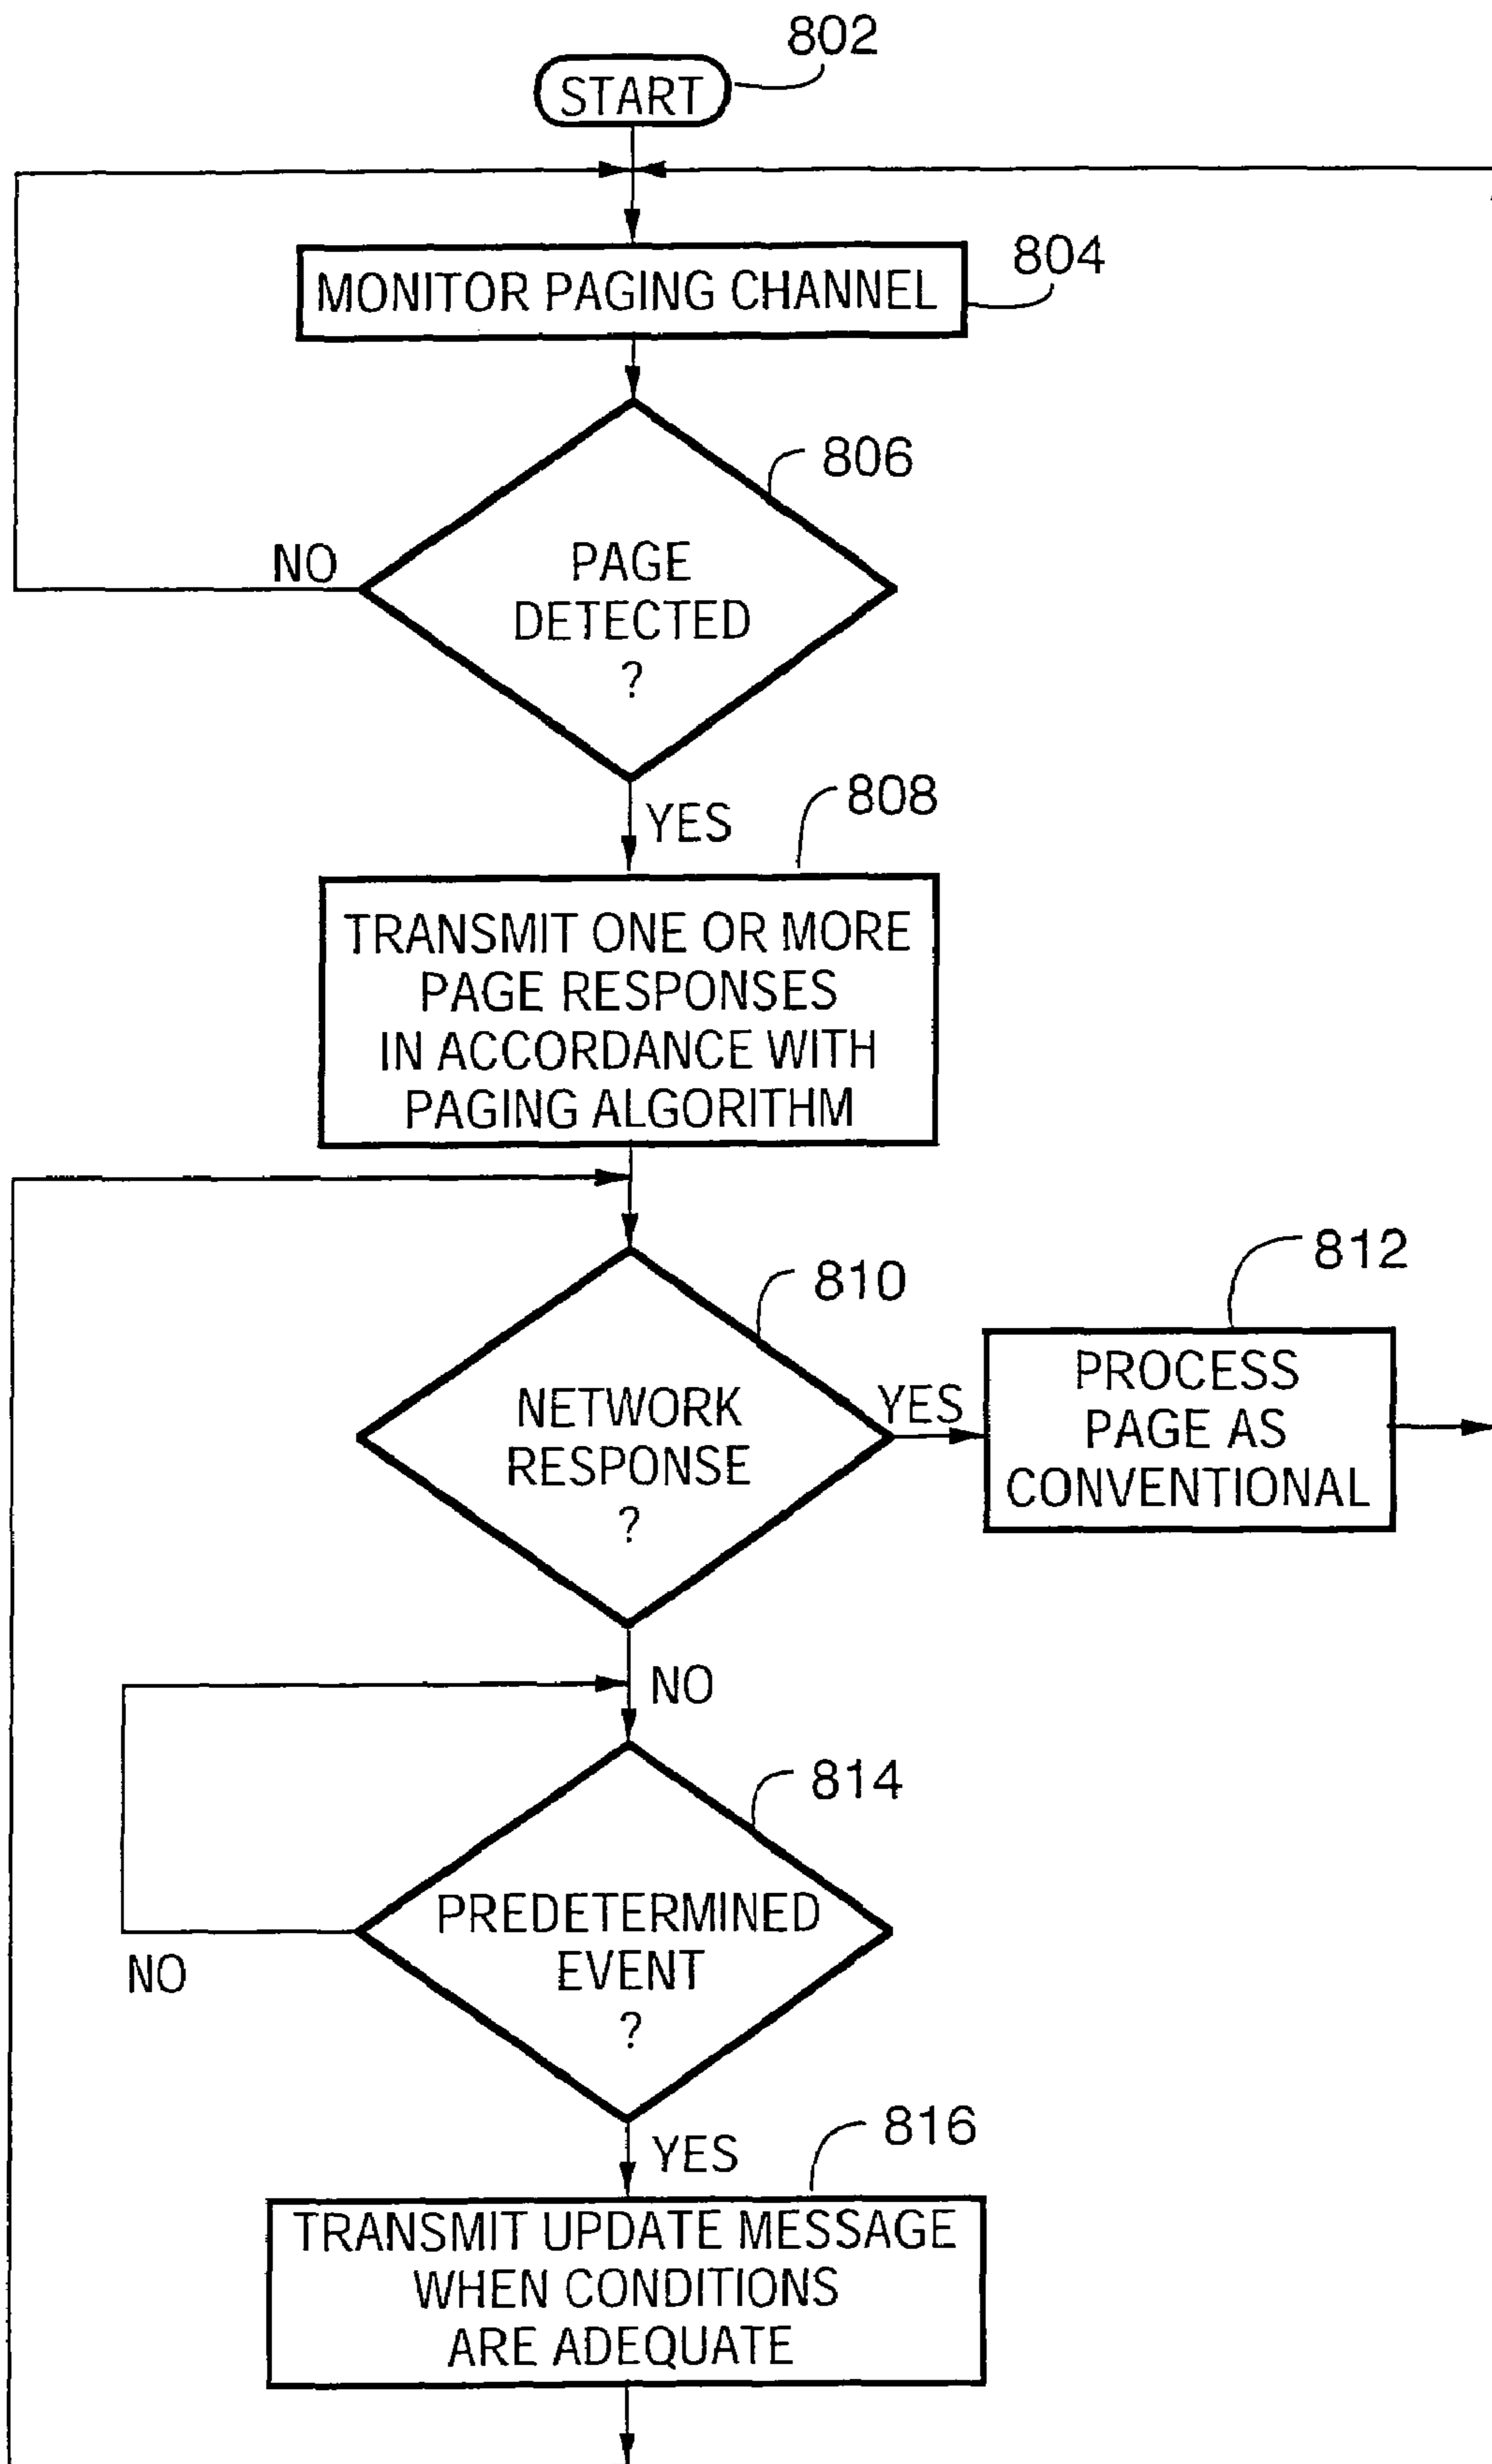 802
START
MONITOR PAGING CHANNEL
804
806
NO
PAGE
DETECTED
?
YES
808
TRANSMIT ONE OR MORE
PAGE RESPONSES
IN ACCORDANCE WITH
PAGING ALGORITHM
810
812
NETWORK
RESPONSE
?
YES
PROCESS
PAGE AS
CONVENTIONAL
NO
814
PREDETERMINED
EVENT
?
NO
YES
816
TRANSMIT UPDATE MESSAGE
WHEN CONDITIONS
ARE ADEQUATE